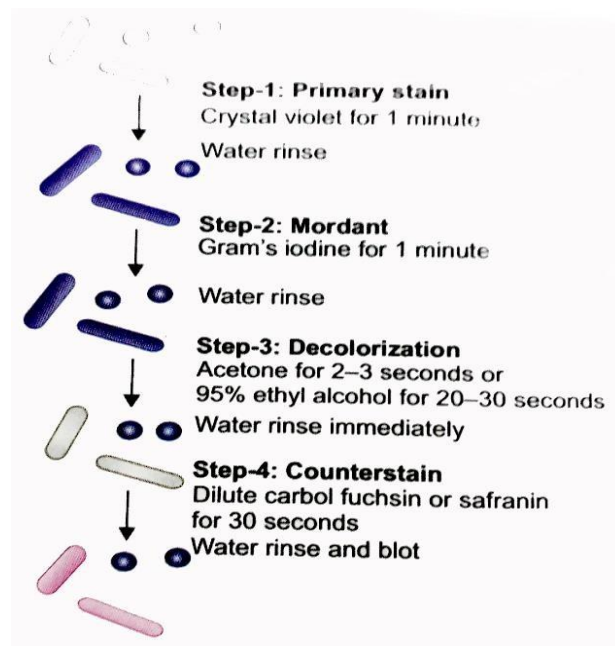 Step-1: Primary stain
Crystal violet for 1 minute
Water rinse
Step-2: Mordant
Gram's iodine for 1 minute
Water rinse
Step-3: Decolorization
Acetone for 2–3 seconds or
95% ethyl alcohol for 20–30 seconds
Water rinse immediately
Step-4: Counterstain
Dilute carbol fuchsin or safranin
for 30 seconds
Water rinse and blot